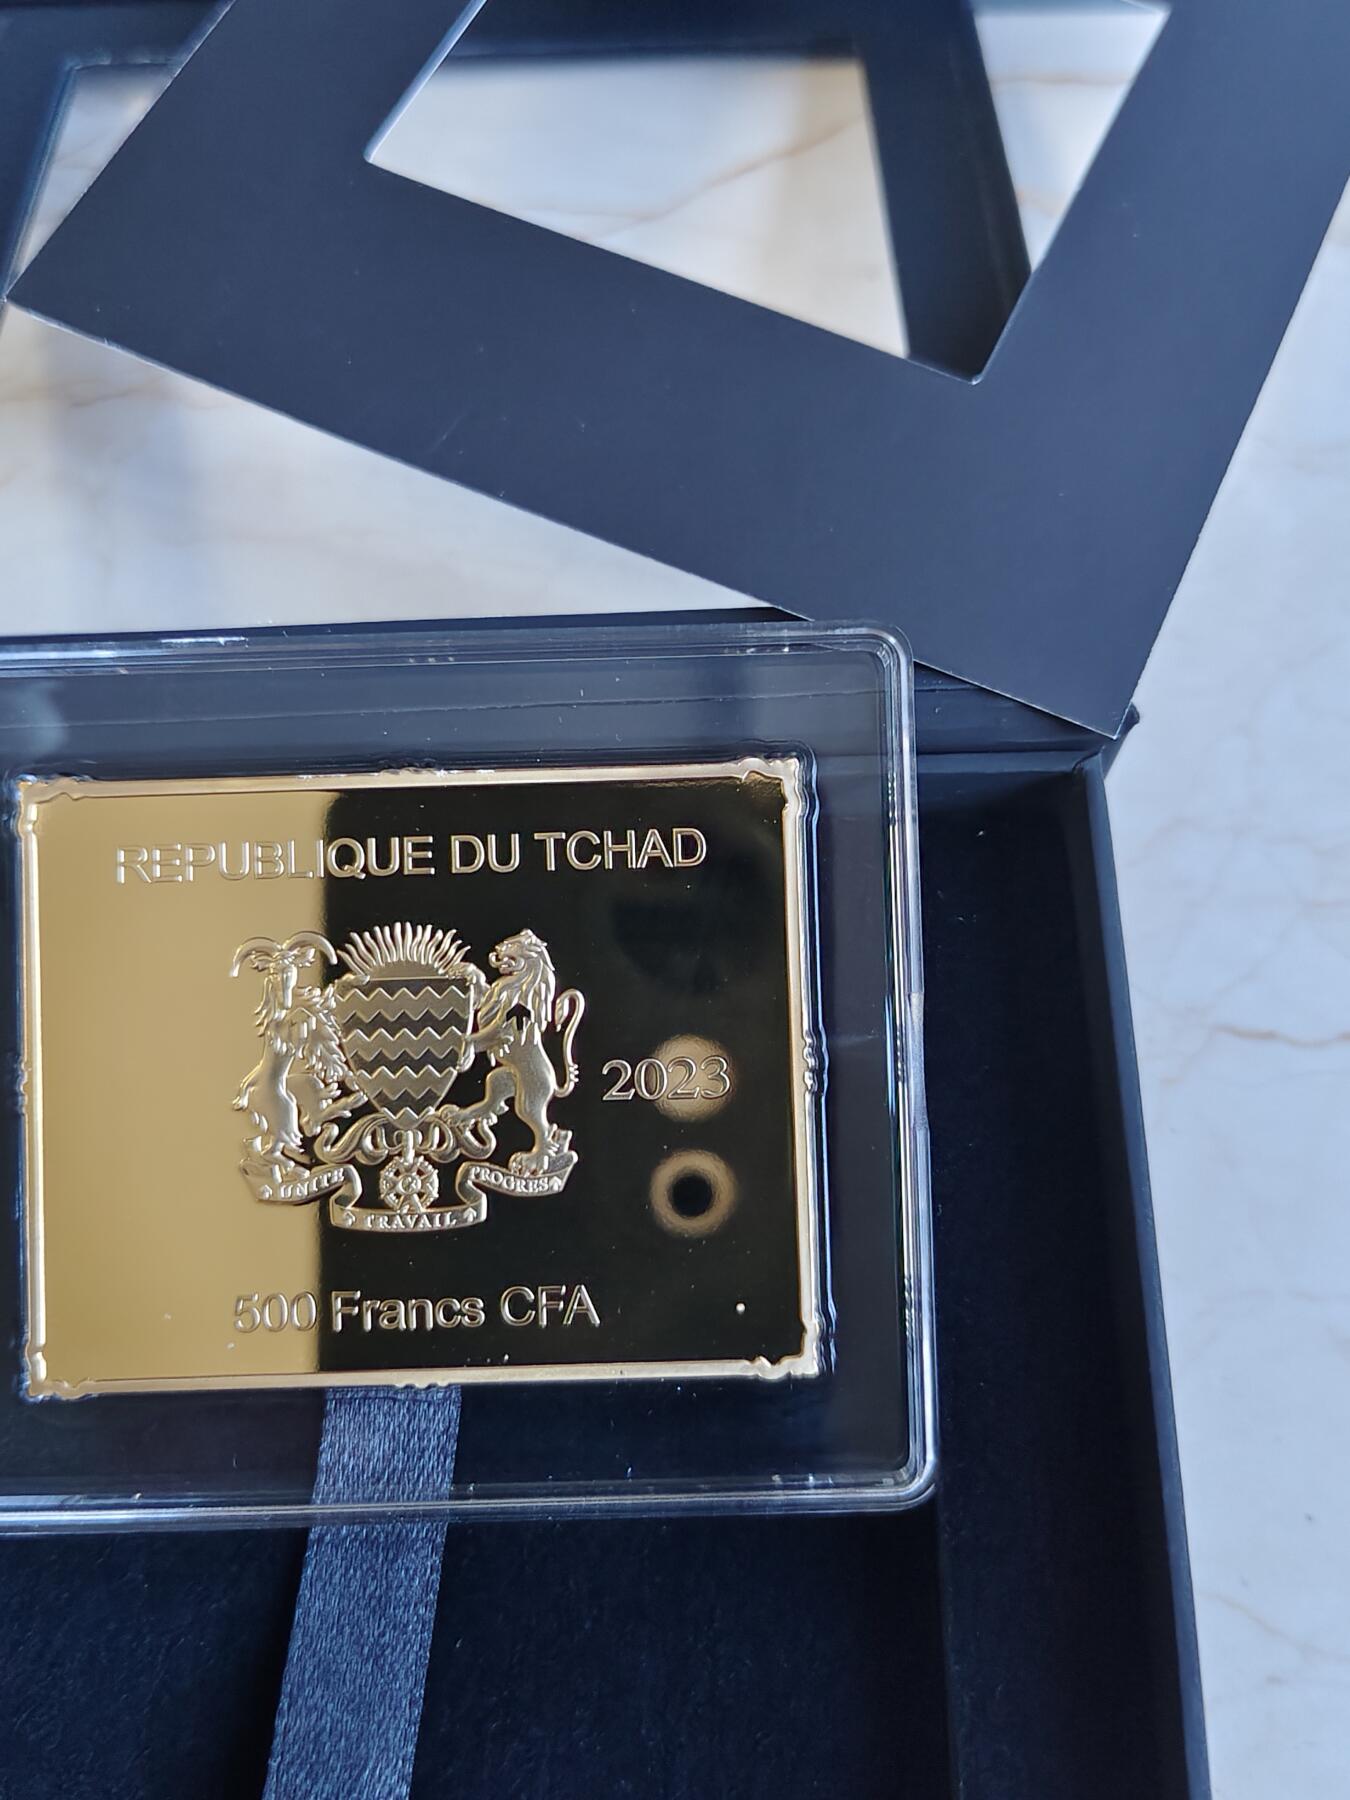 REPUBLIQUE DU TCHAD
2023
UNITE TRAVAIL PROGRES
500 Francs CFA